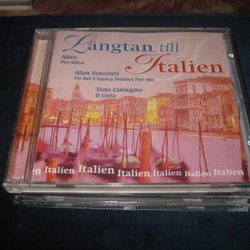 Längtan till
Italien
Alice
Per Elisa
Alan Sorrenti
Tu Sei L'unica Donna Per Me
Toto Cutugno
Il Cielo
Italien Italien Italien Italien Italien Italien